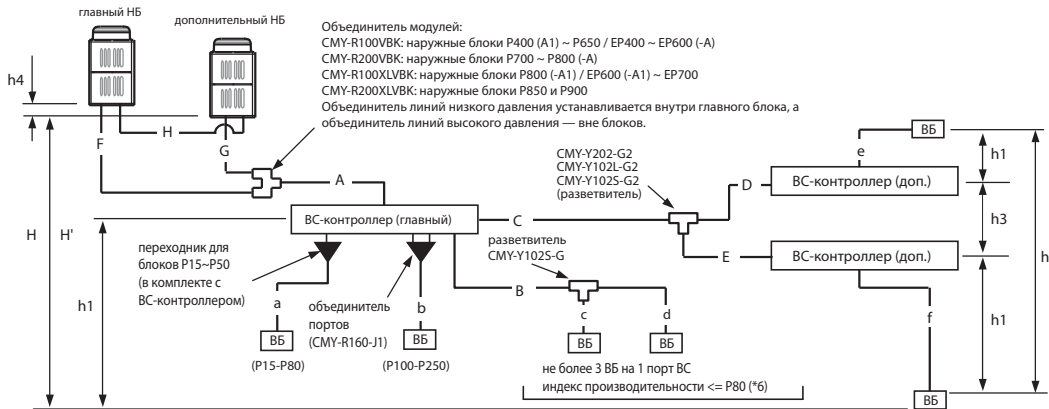 главный НБ
дополнительный НБ
Объединитель модулей:
CMY-R100VBK: наружные блоки P400 (A1) ~ P650 / EP400 ~ EP600 (-A)
CMY-R200VBK: наружные блоки P700 ~ P800 (-A)
CMY-R100XLVBK: наружные блоки P800 (-A1) / EP600 (-A1) ~ EP700
CMY-R200XLVBK: наружные блоки P850 и P900
Объединитель линий низкого давления устанавливается внутри главного блока, а
объединитель линий высокого давления — вне блоков.
h4
H
F
G
A
H
H'
h1
ВС-контроллер (главный)
C
CMY-Y202-G2
CMY-Y102L-G2
CMY-Y102S-G2
(разветвитель)
D
E
e
ВБ
ВС-контроллер (доп.)
ВС-контроллер (доп.)
h1
h3
h1
h
f
ВБ
переходник для
блоков P15~P50
(в комплекте с
ВС-контроллером)
a
ВБ
(P15-P80)
объединитель
портов
(CMY-R160-J1)
b
ВБ
(P100-P250)
разветвитель
CMY-Y102S-G
B
c
d
ВБ
ВБ
не более 3 ВБ на 1 порт ВС
индекс производительности <= P80 (*6)